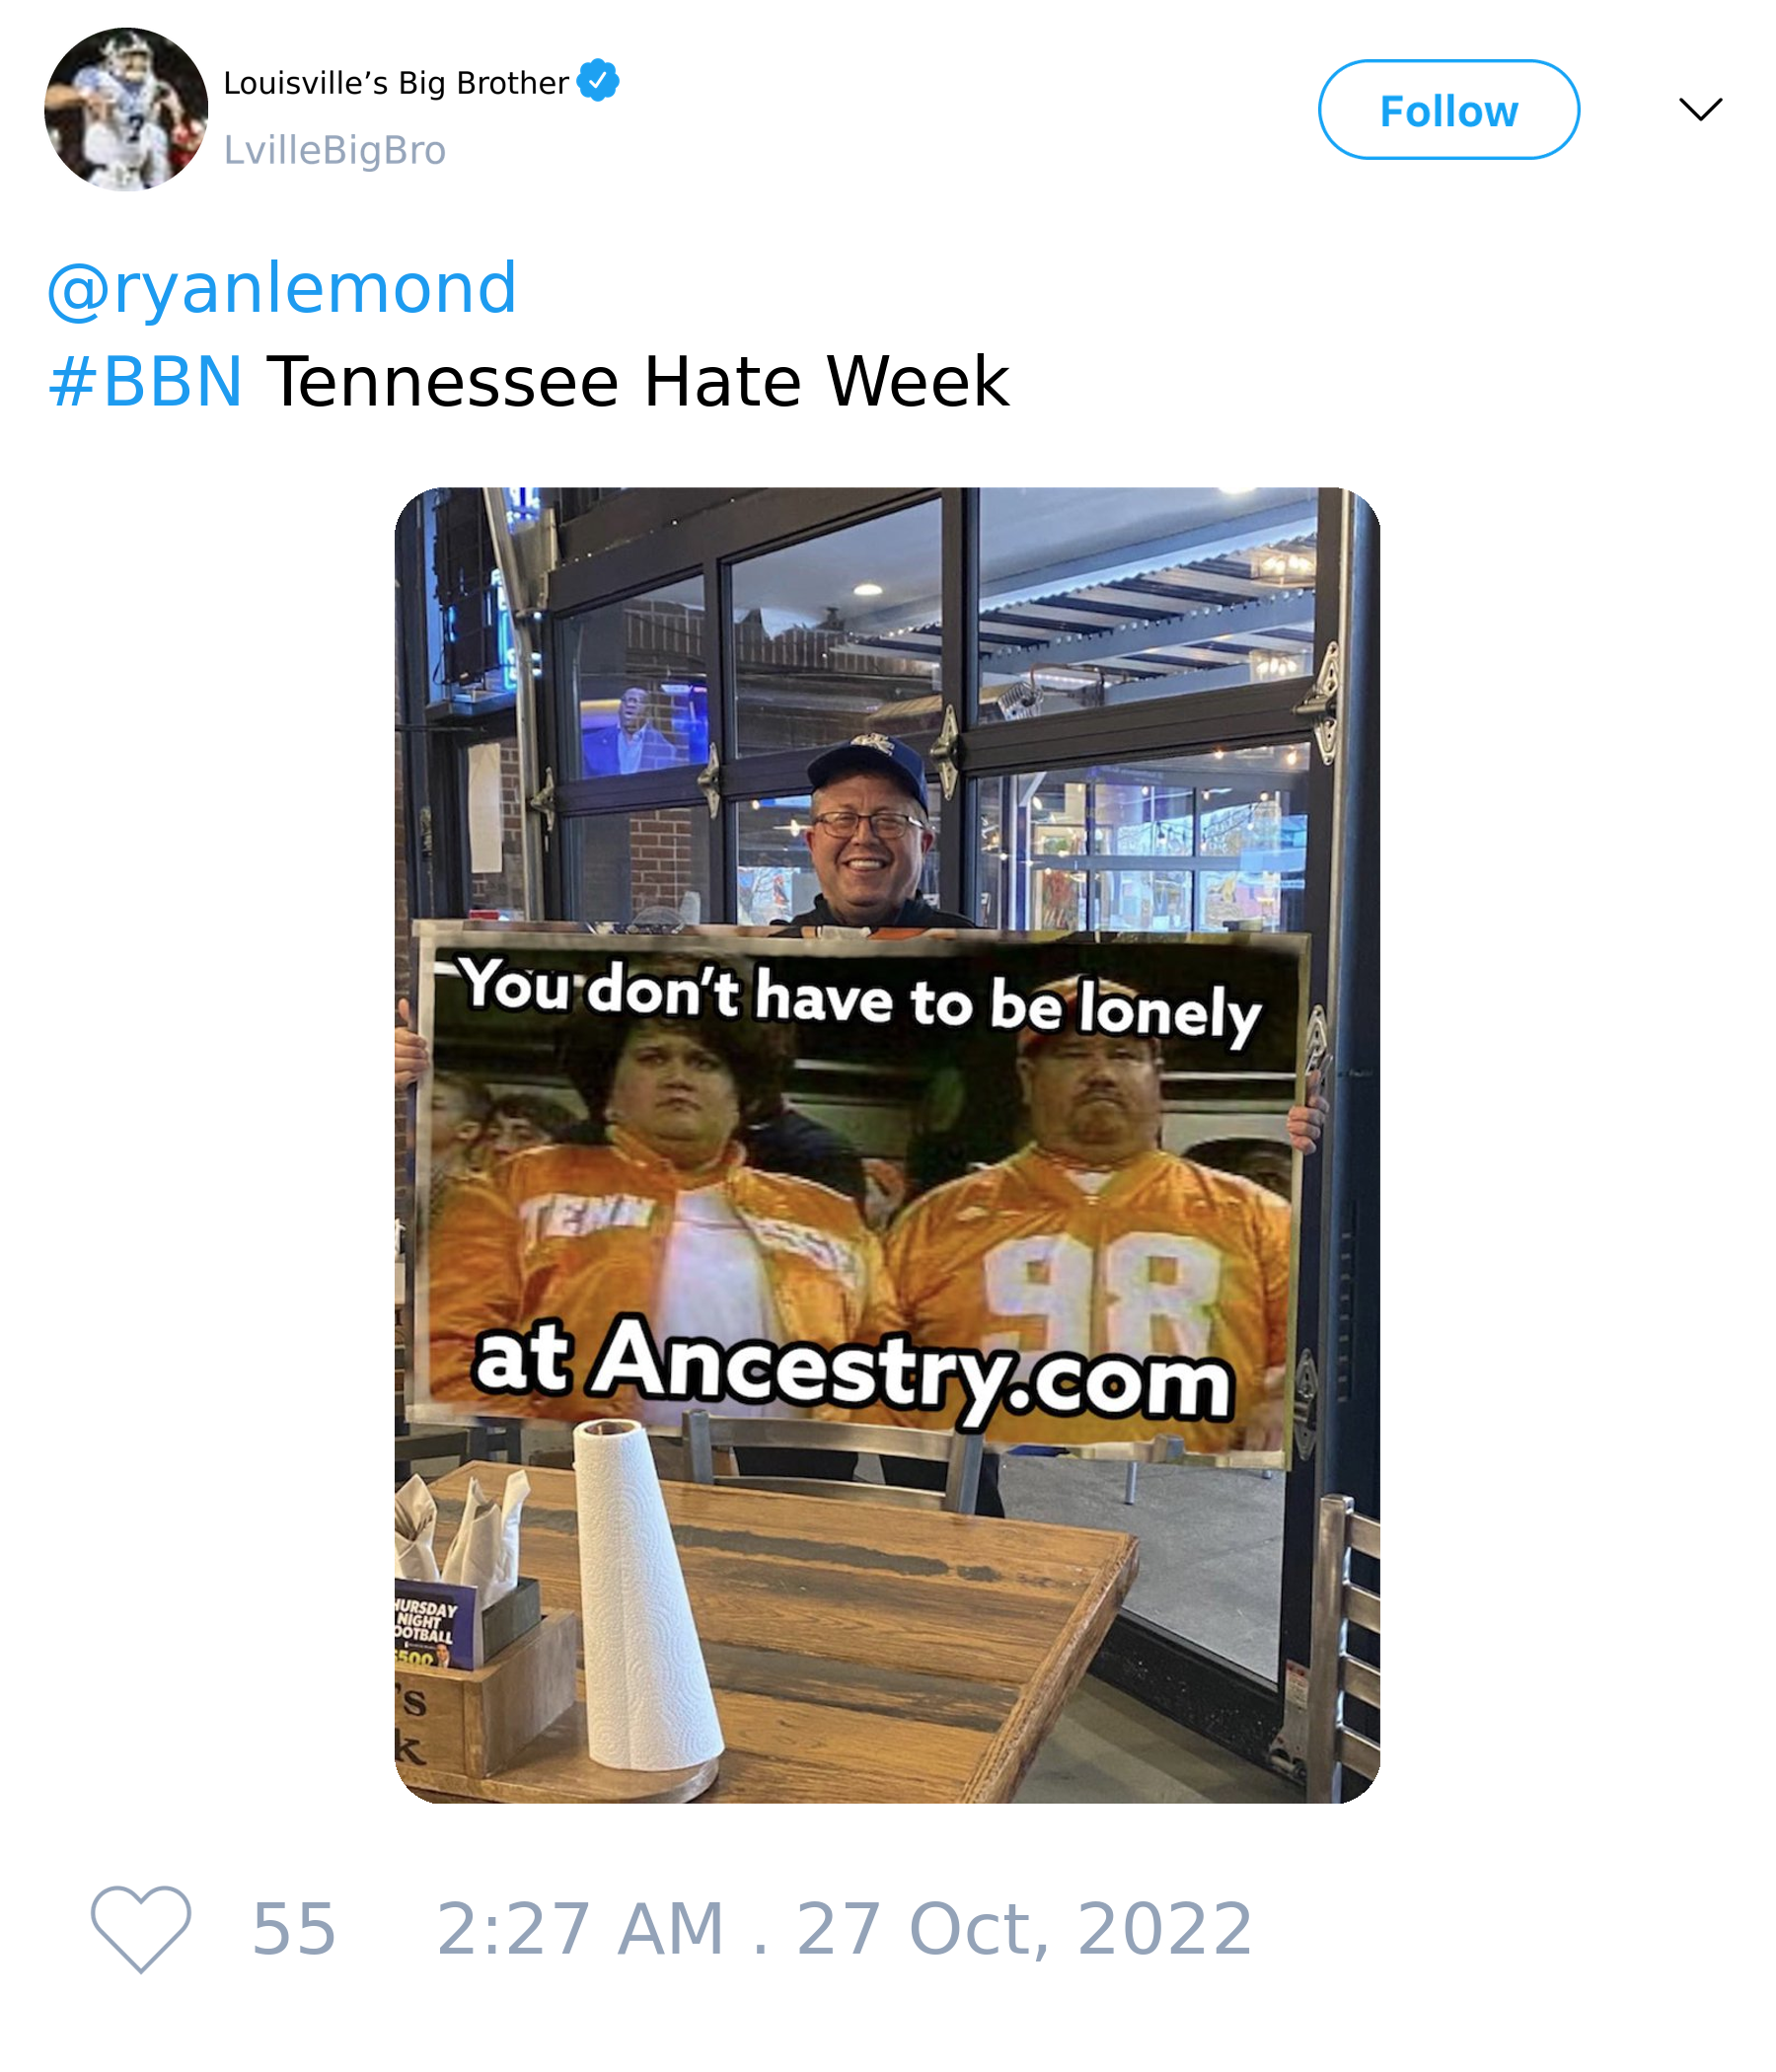 Louisville’s Big Brother
LvilleBigBro
Follow
@ryanlemond
#BBN Tennessee Hate Week
You don't have to be lonely
TENN
98
at Ancestry.com
HURSDAY
NIGHT
OOTBALL
$500
's
k
55 2:27 AM . 27 Oct, 2022